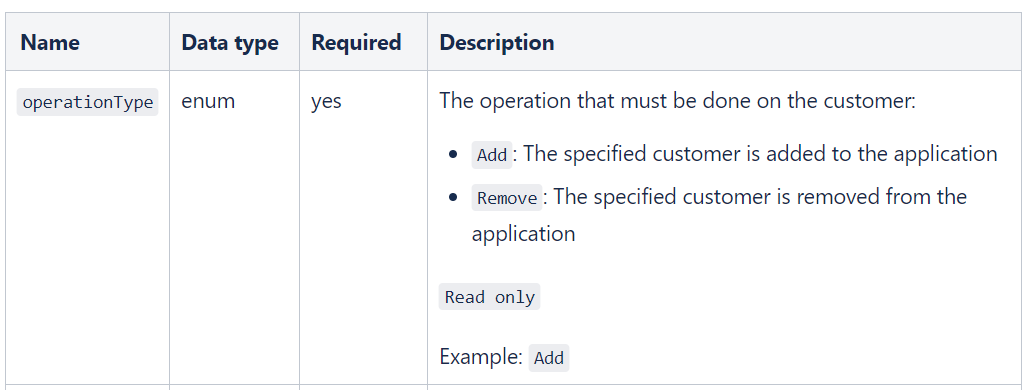 Name Data type Required Description
operationType enum yes The operation that must be done on the customer:
• Add: The specified customer is added to the application
• Remove: The specified customer is removed from the
application
Read only
Example: Add